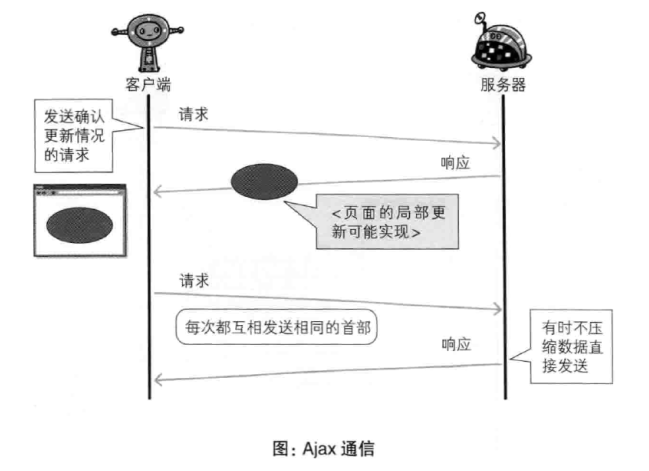 客户端
服务器
发送确认
更新情况
的请求
请求
响应
<页面的局部更
新可能实现>
请求
每次都互相发送相同的首部
响应
有时不压
缩数据直
接发送
图：Ajax 通信